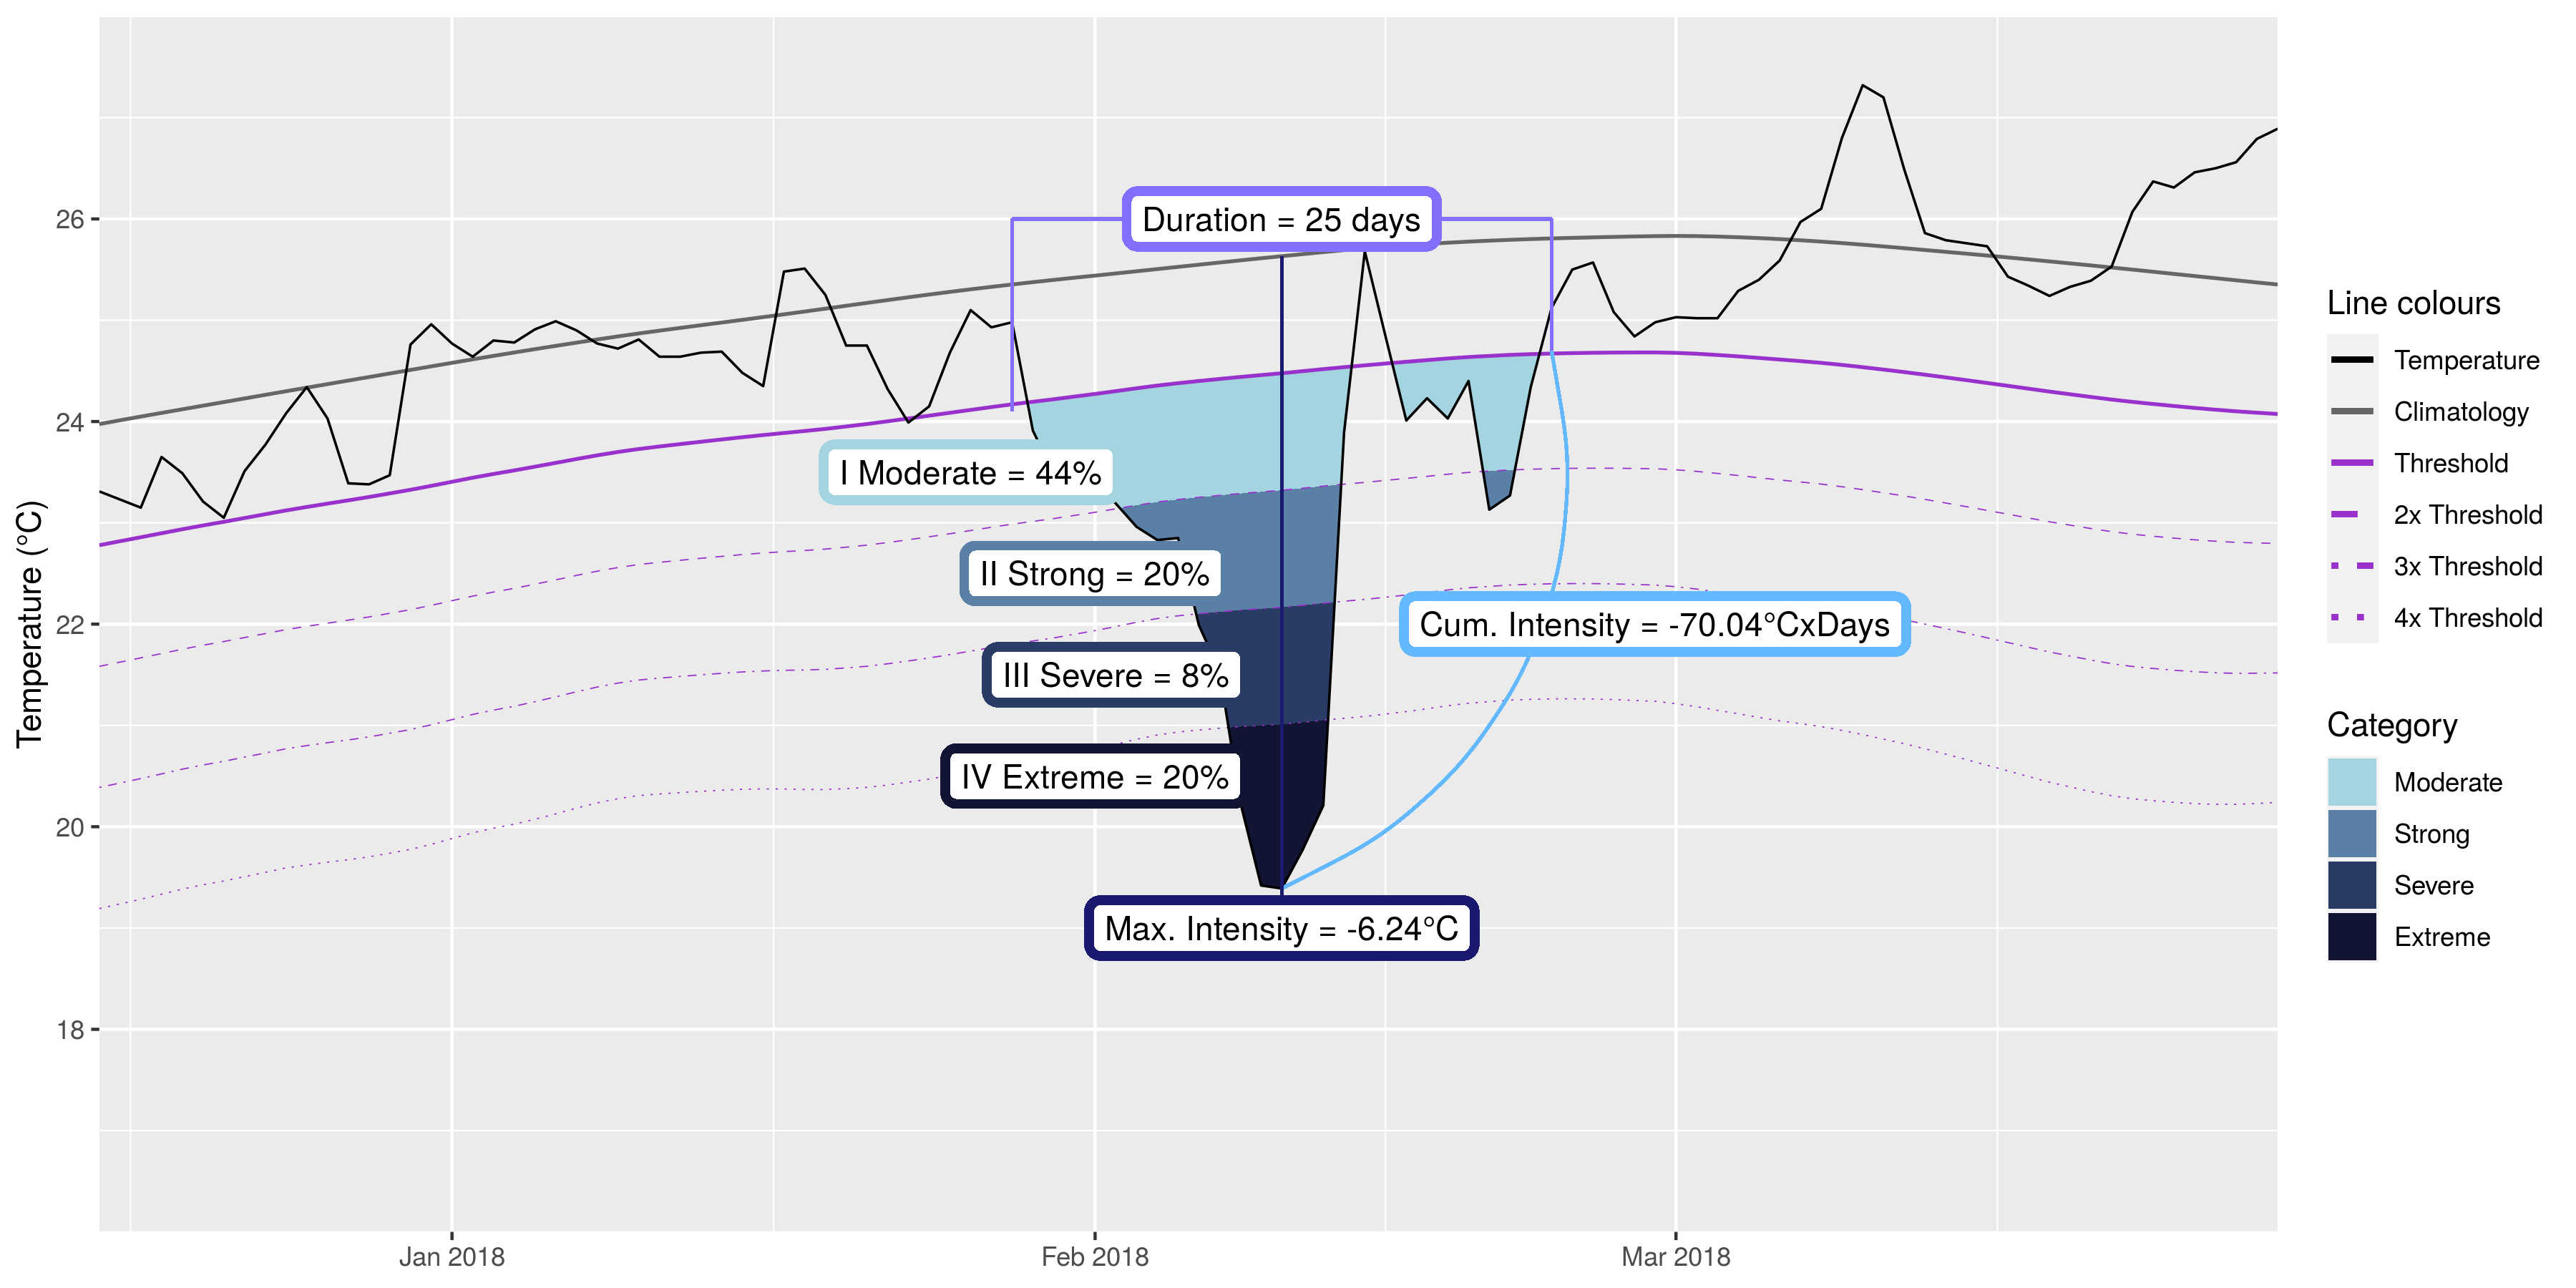 Temperature (°C)
26
24
22
20
18
Jan 2018
Feb 2018
Mar 2018
Duration = 25 days
I Moderate = 44%
II Strong = 20%
III Severe = 8%
IV Extreme = 20%
Cum. Intensity = -70.04°CxDays
Max. Intensity = -6.24°C
Line colours
Temperature
Climatology
Threshold
2x Threshold
3x Threshold
4x Threshold
Category
Moderate
Strong
Severe
Extreme